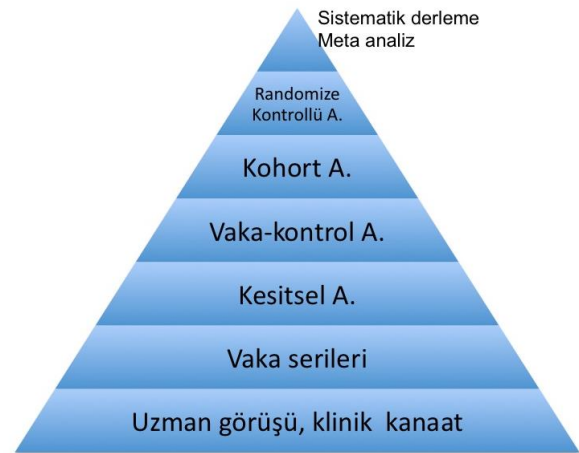 Sistematik derleme
Meta analiz
Randomize
Kontrollü A.
Kohort A.
Vaka-kontrol A.
Kesitsel A.
Vaka serileri
Uzman görüşü, klinik kanaat